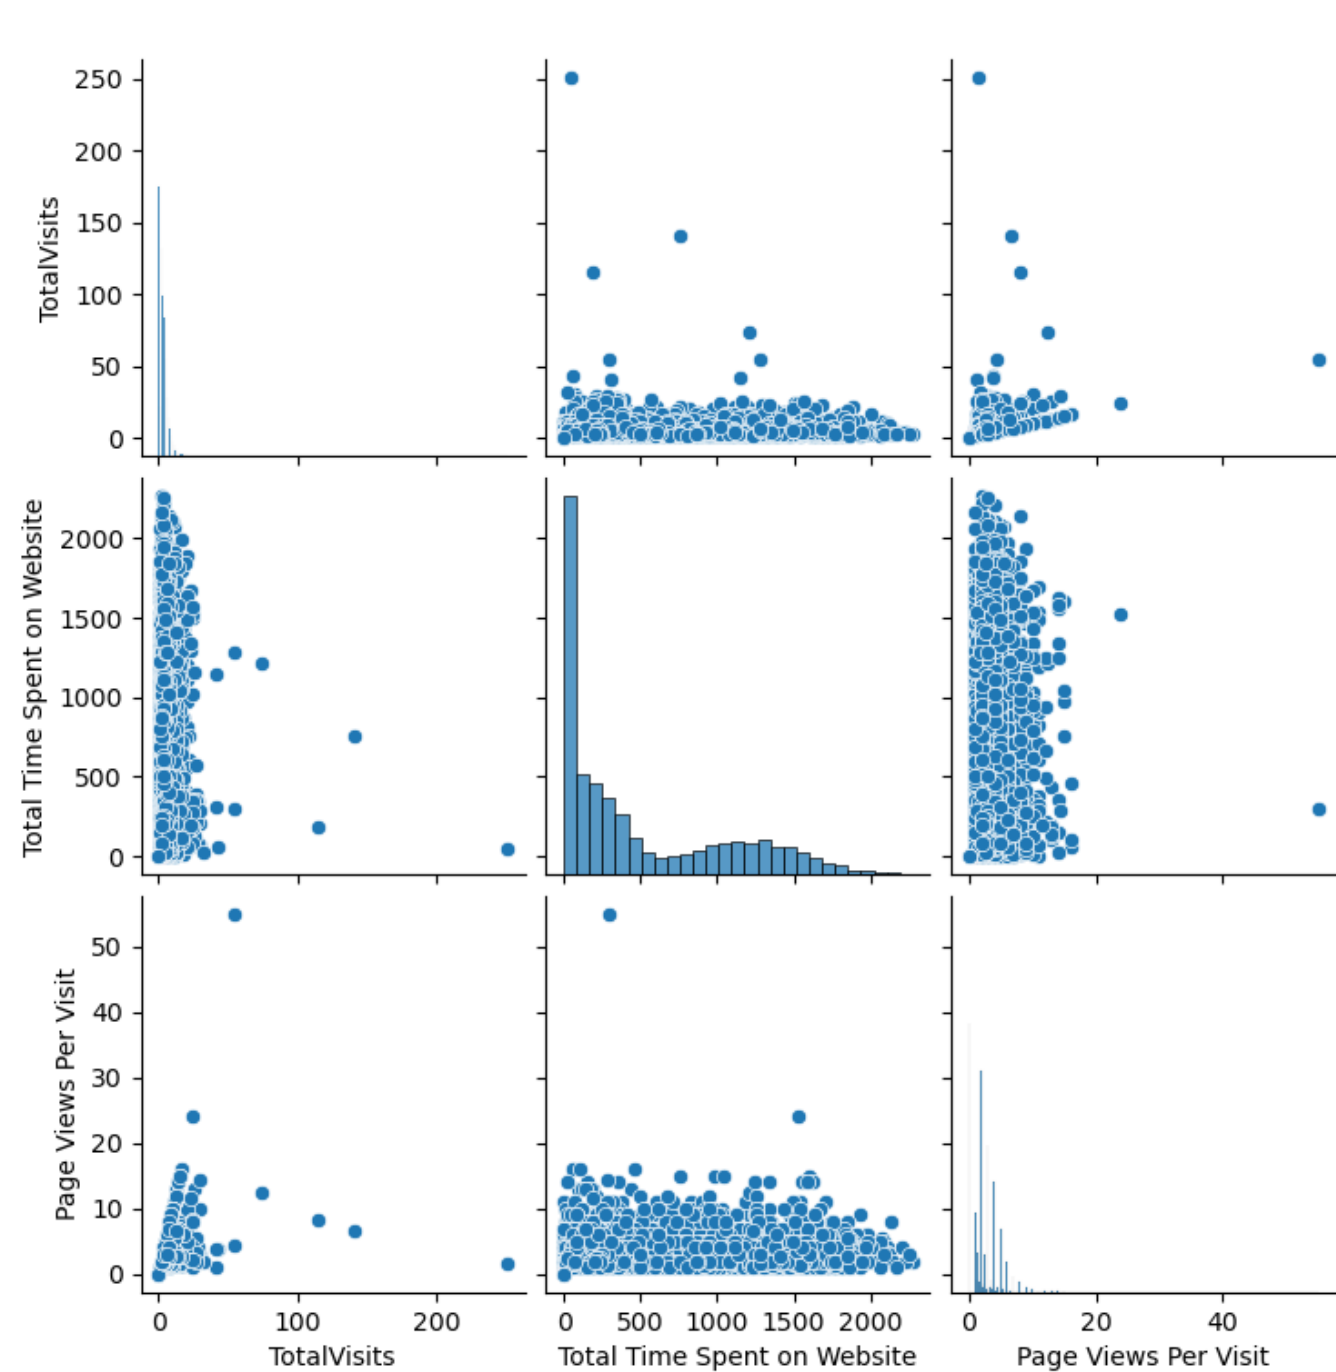 250
200
150
100
50
0
TotalVisits
2000
1500
1000
500
0
Total Time Spent on Website
50
40
30
20
10
0
Page Views Per Visit
0 100 200
0 500 1000 1500 2000
0 20 40
TotalVisits
Total Time Spent on Website
Page Views Per Visit